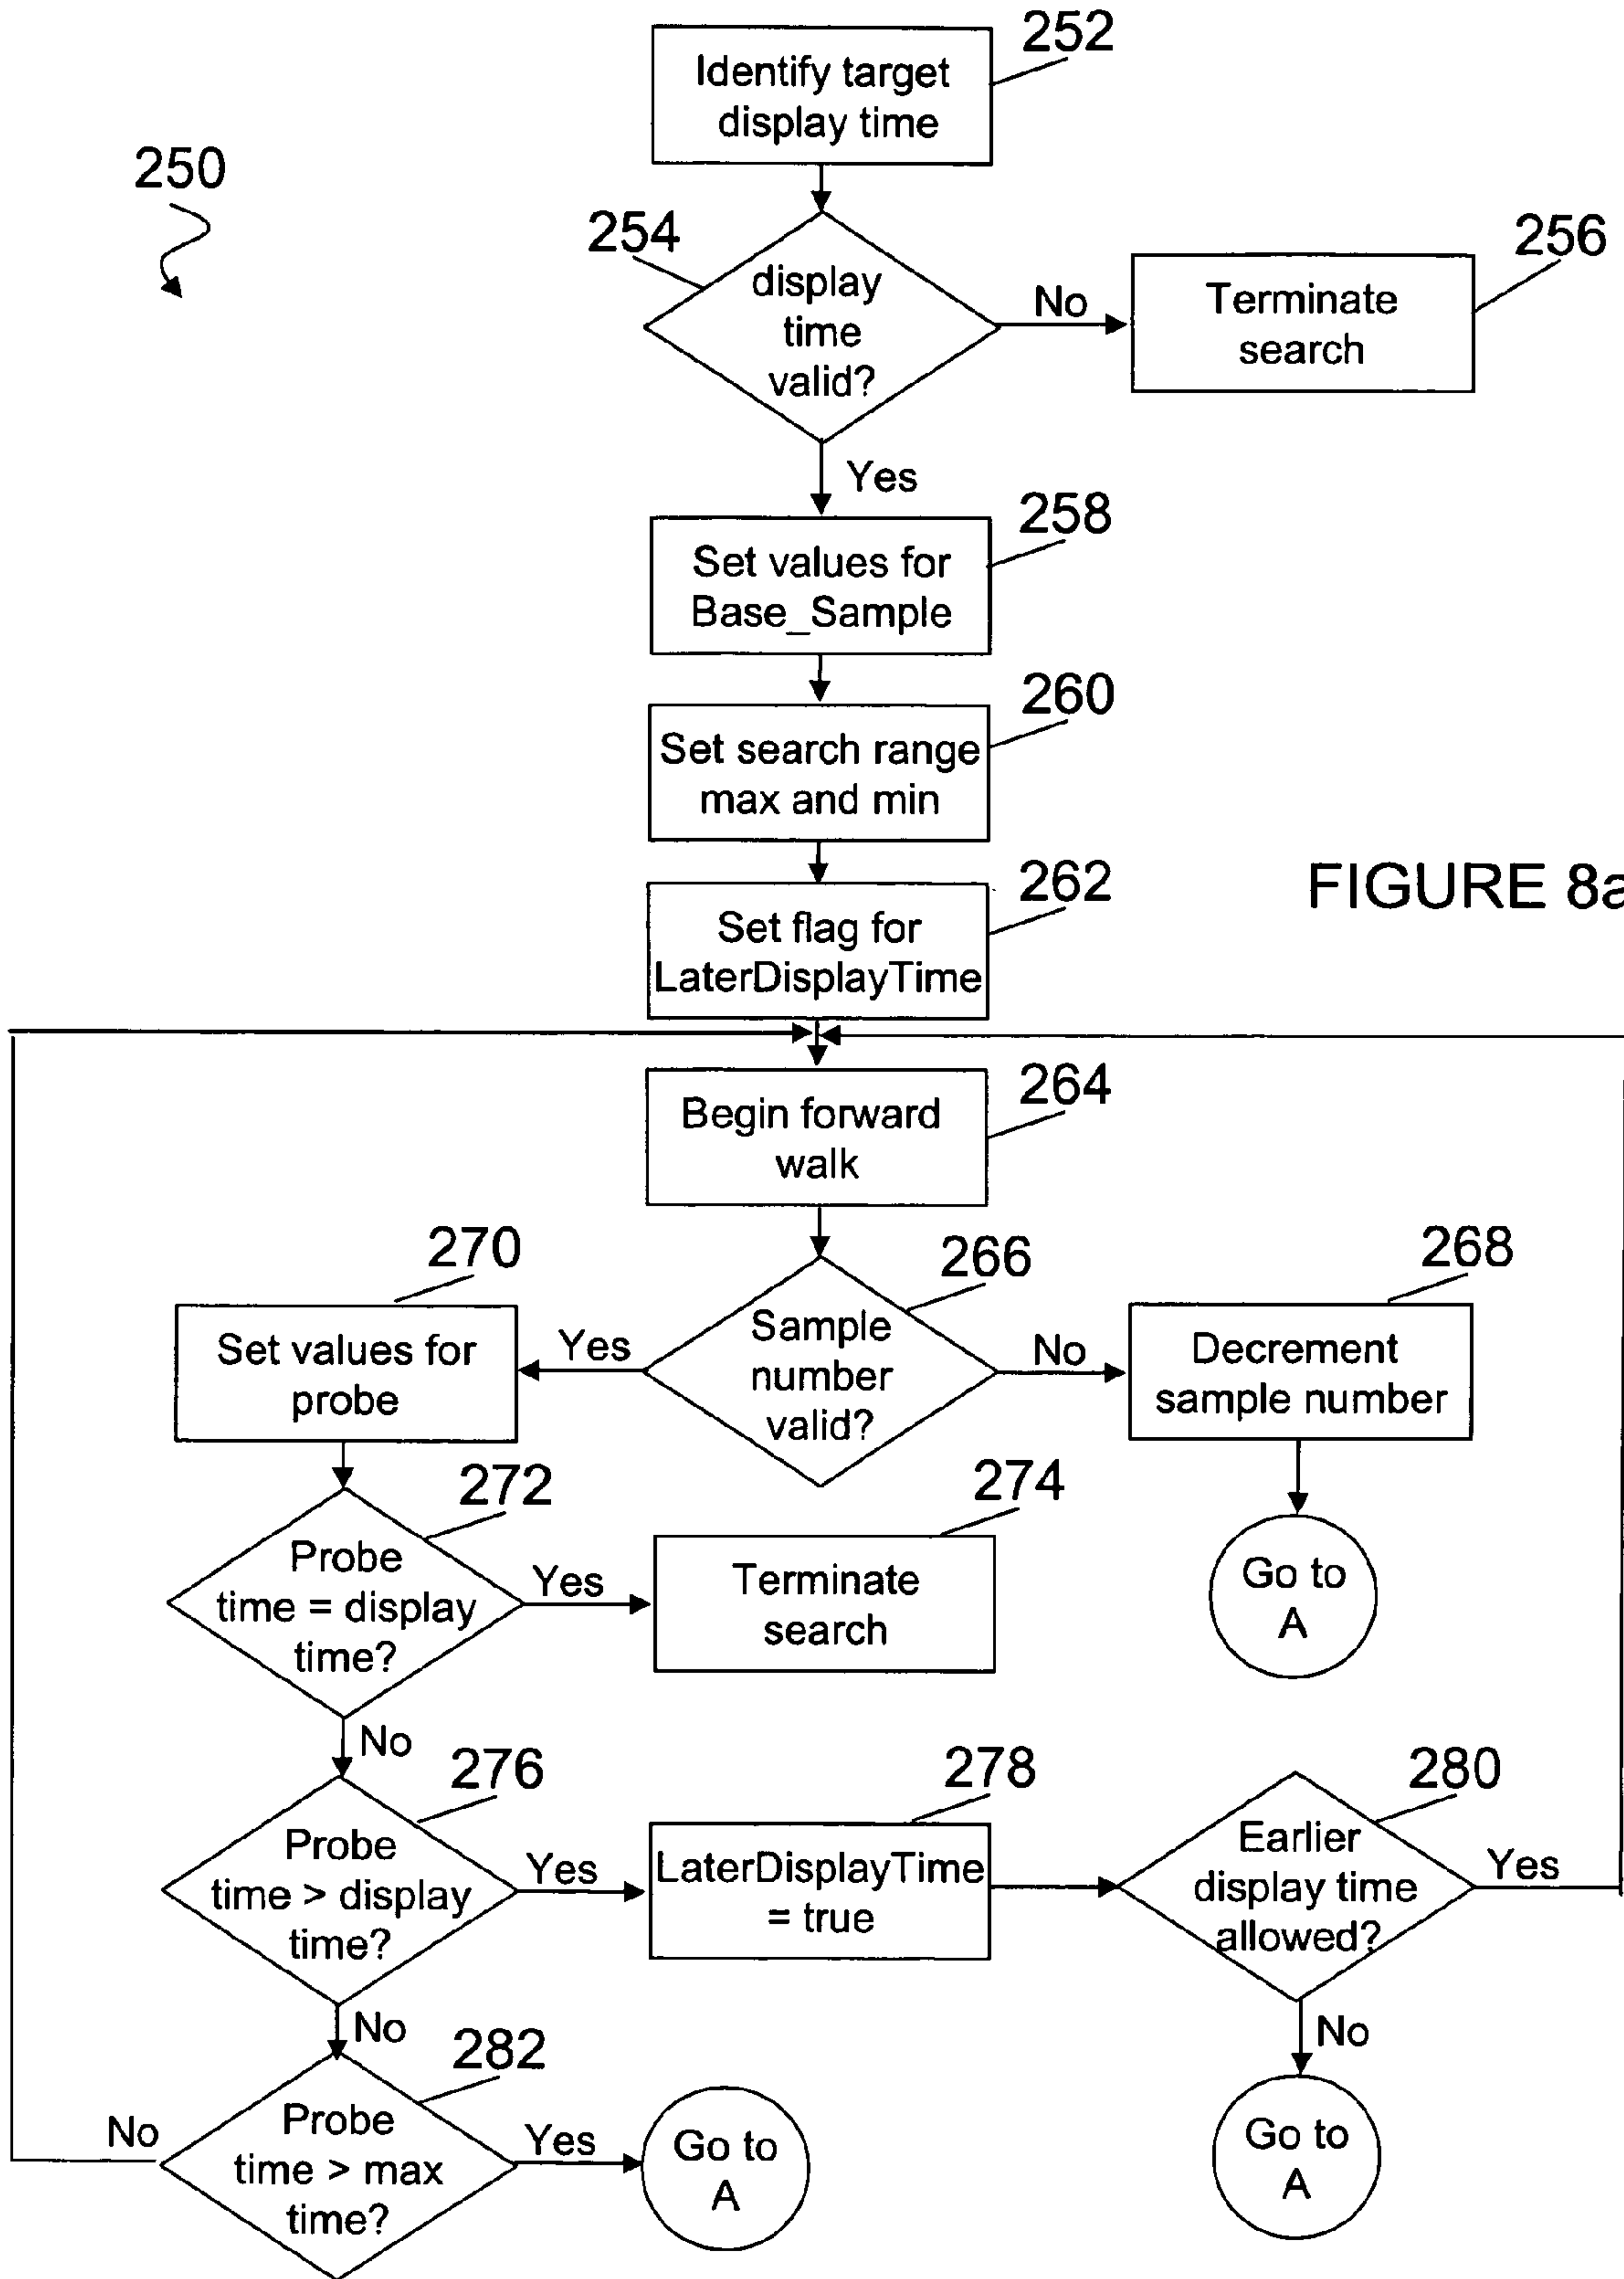 252
Identify target
display time
250
254
display
time
valid?
No
256
Terminate
search
Yes
258
Set values for
Base_Sample
260
Set search range
max and min
262
Set flag for
LaterDisplayTime
FIGURE 8a
264
Begin forward
walk
266
Sample
number
valid?
No
268
Decrement
sample number
Go to
A
Yes
270
Set values for
probe
272
Probe
time = display
time?
Yes
274
Terminate
search
No
276
Probe
time > display
time?
Yes
278
LaterDisplayTime
= true
280
Earlier
display time
allowed?
Yes
No
Go to
A
No
282
Probe
time > max
time?
No
Yes
Go to
A